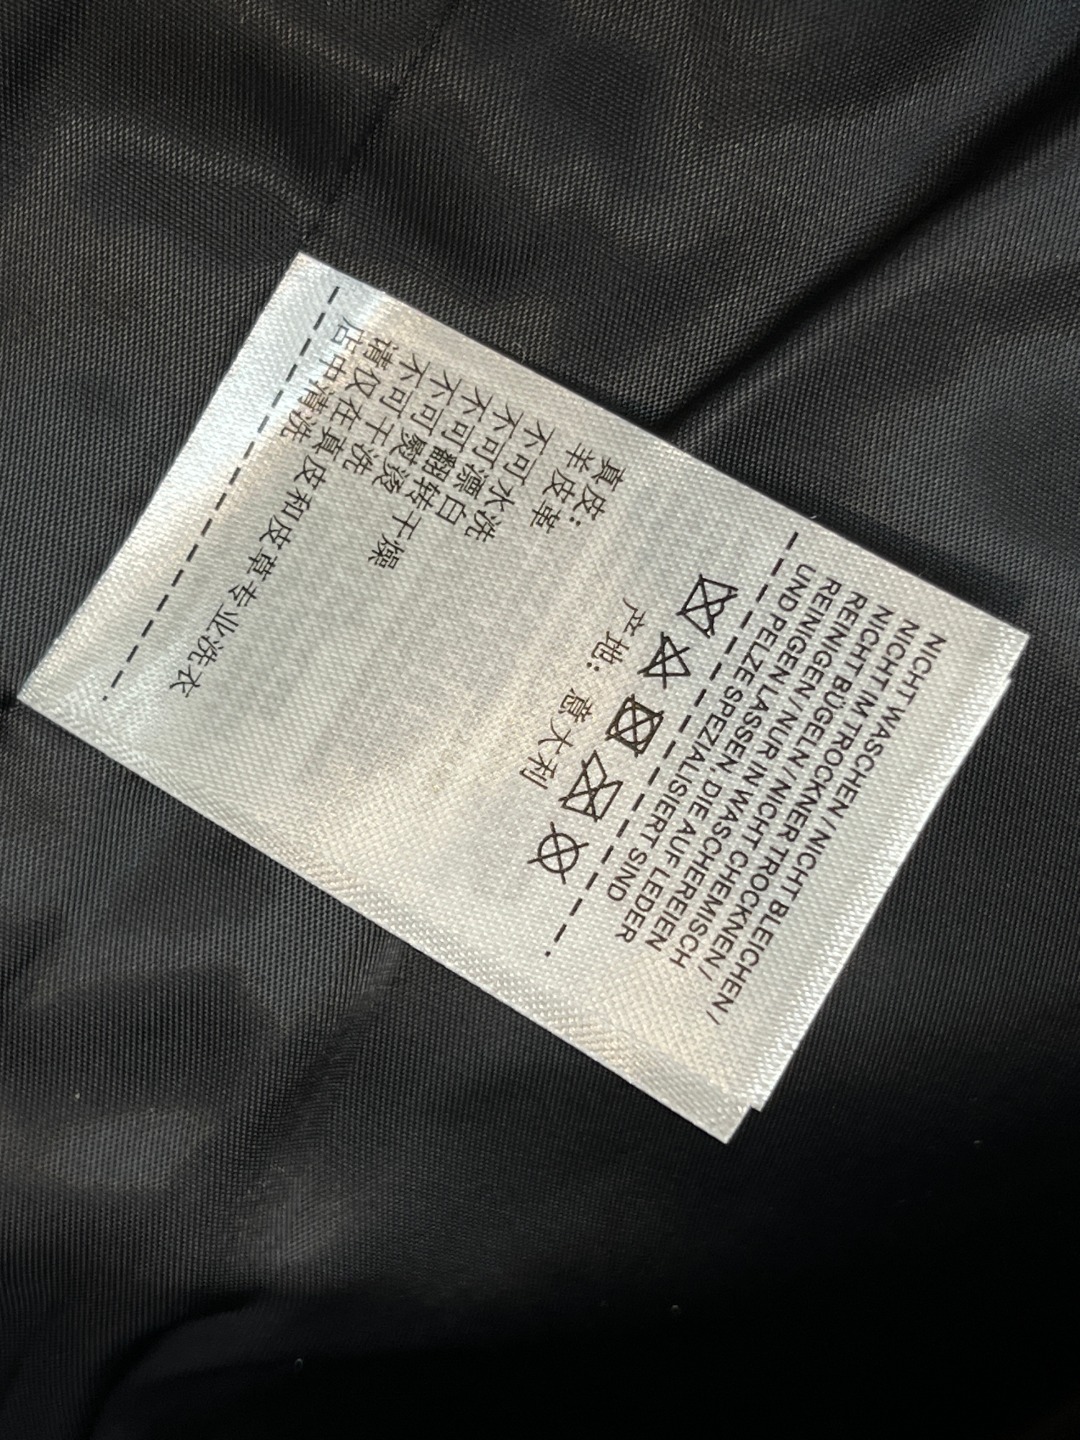 NICHT WASCHEN / NICHT BLEICHEN /
NICHT IM TROCKNER TROCKNEN /
NICHT BÜGELN / NICHT CHEMISCH
REINIGEN / NUR IN WASCHEREIEN
REINIGEN LASSEN, DIE AUF LEDER
UND PELZE SPEZIALISIERT SIND
产地: 意大利
真皮:
羊皮革
不可水洗
不可漂白
不可翻转干燥
不可熨烫
不可干洗
请仅在真皮和皮草专业洗衣
店中清洗